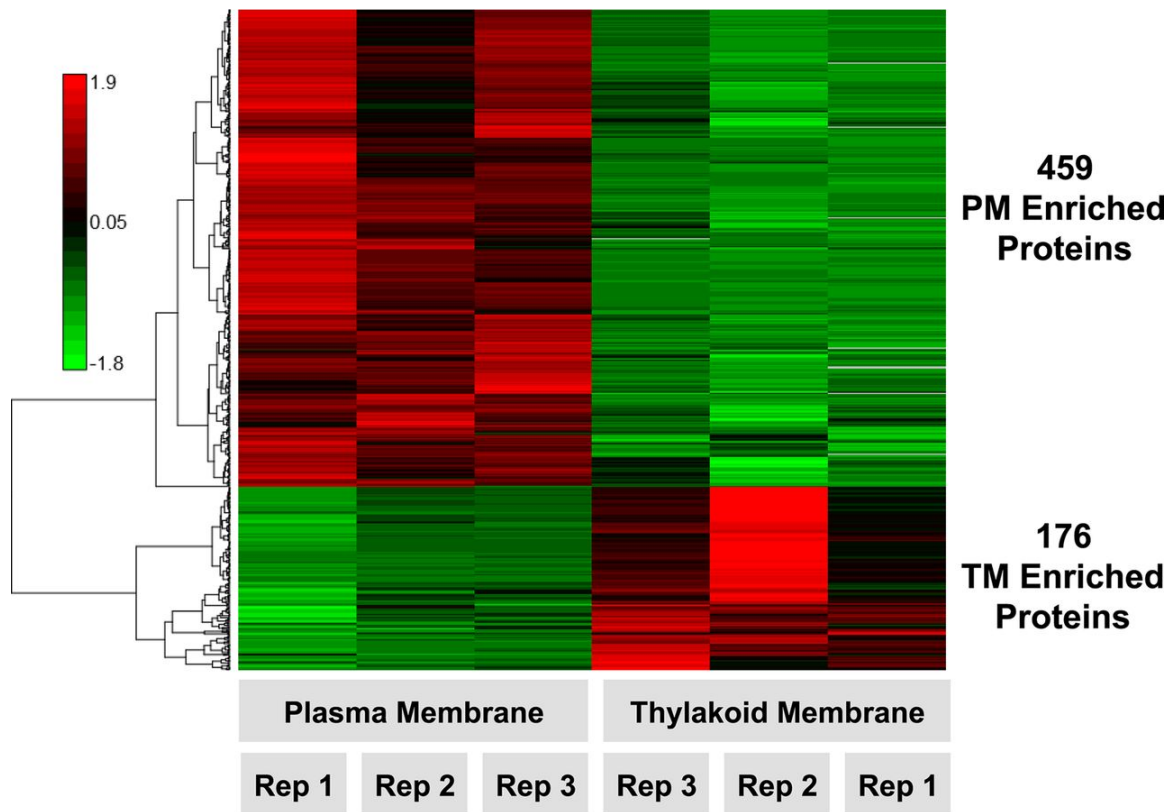 1.9
0.05
-1.8
459
PM Enriched
Proteins
176
TM Enriched
Proteins
Plasma Membrane
Thylakoid Membrane
Rep 1
Rep 2
Rep 3
Rep 3
Rep 2
Rep 1